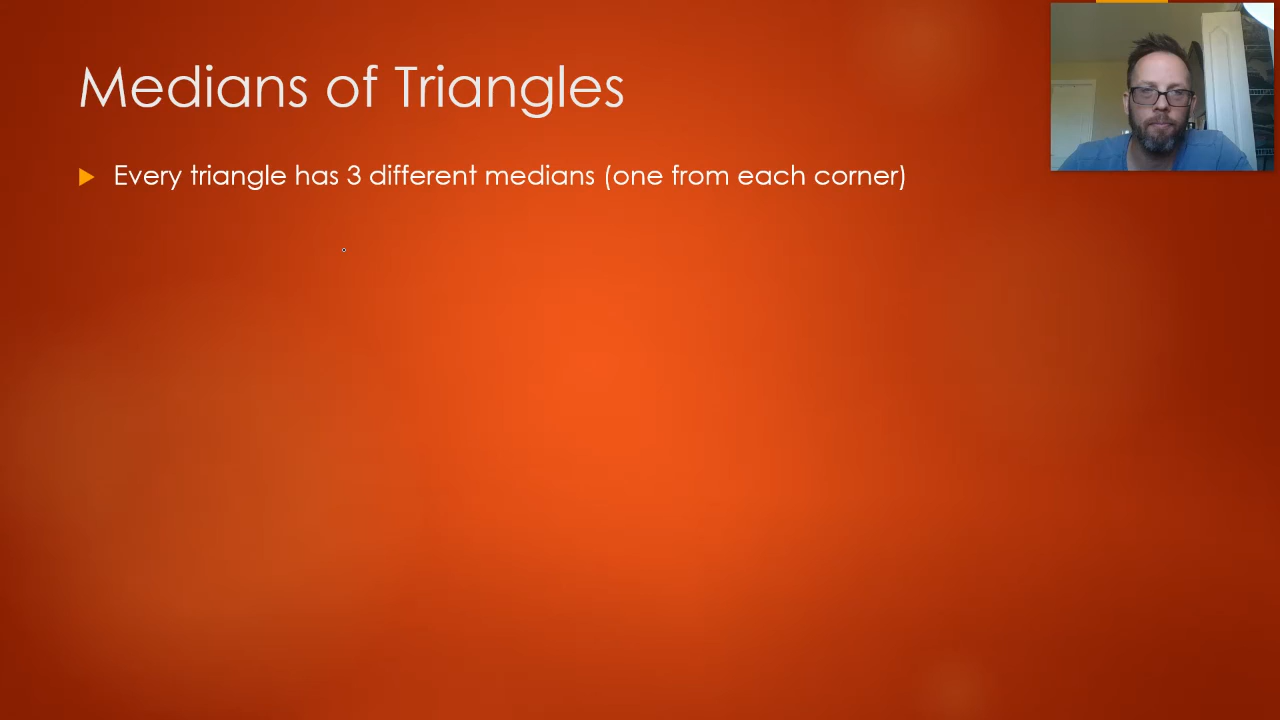 Medians of Triangles
Every triangle has 3 different medians (one from each corner)